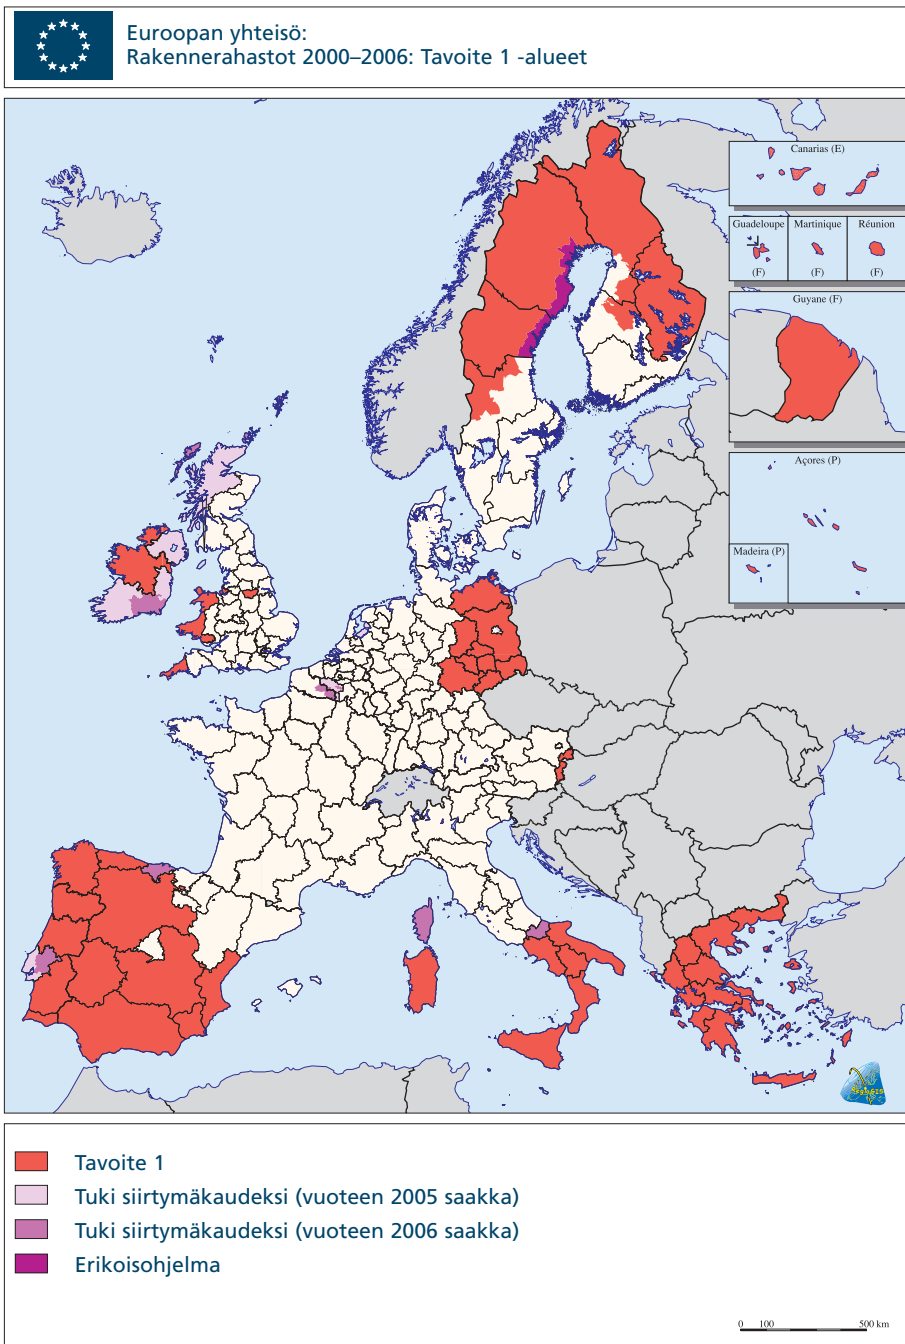 Euroopan yhteisö:
Rakennerahastot 2000–2006: Tavoite 1 -alueet
Canarias (E)
Guadeloupe
(F)
Martinique
(F)
Réunion
(F)
Guyane (F)
Açores (P)
Madeira (P)
Tavoite 1
Tuki siirtymäkaudeksi (vuoteen 2005 saakka)
Tuki siirtymäkaudeksi (vuoteen 2006 saakka)
Erikoisohjelma
0 100 500 km